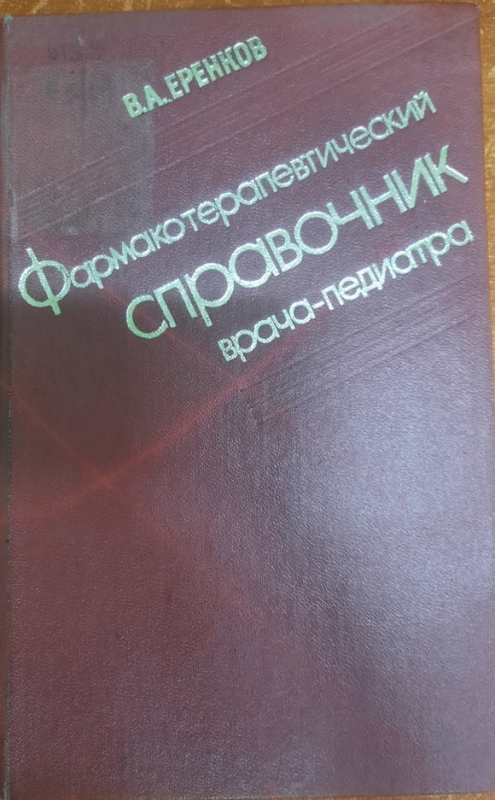 В.А.ЕРЕНКОВ
Фармакотерапевтический
СПРАВОЧНИК
врача-педиатра